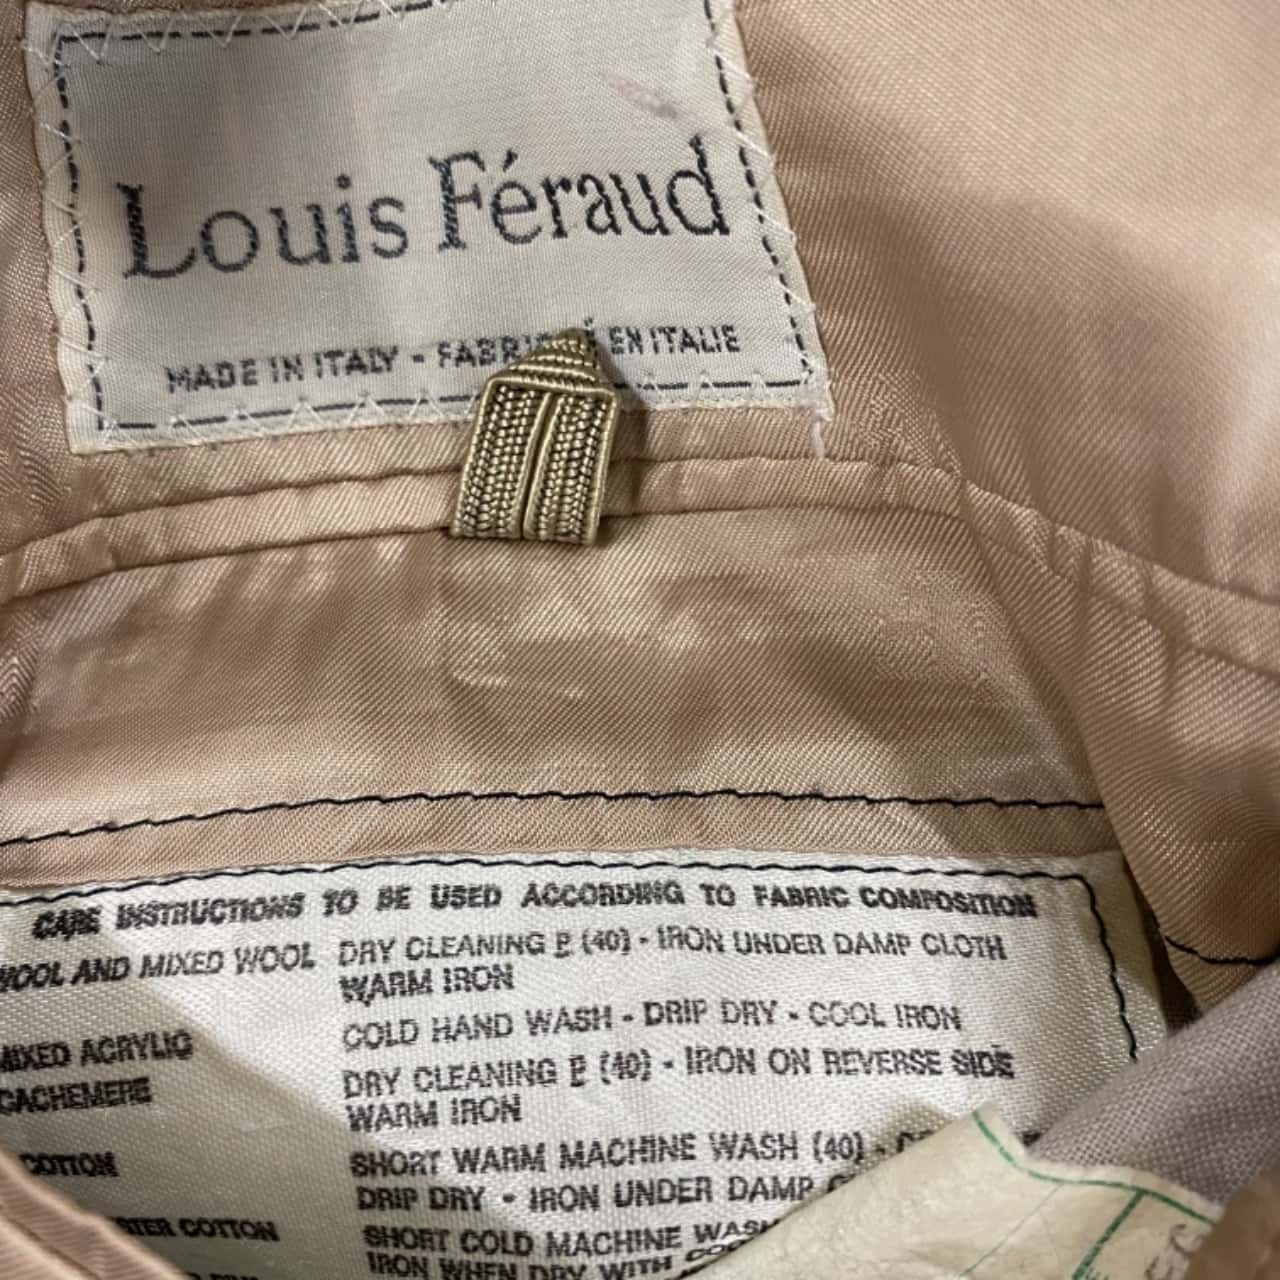 Louis Féraud
MADE IN ITALY - EN ITALIE
CARE INSTRUCTIONS TO BE USED ACCORDING TO FABRIC COMPOSITION
WOOL AND MIXED WOOL DRY CLEANING P (40) - IRON UNDER DAMP CLOTH
WARM IRON
MIXED ACRYLIC COLD HAND WASH - DRIP DRY - COOL IRON
CACHEMERE DRY CLEANING P (40) - IRON ON REVERSE SIDE
WARM IRON
COTTON SHORT WARM MACHINE WASH (40) -
DRIP DRY - IRON UNDER DAMP
COTTON SHORT COLD MACHINE WASH
IRON WHEN DRY WITH